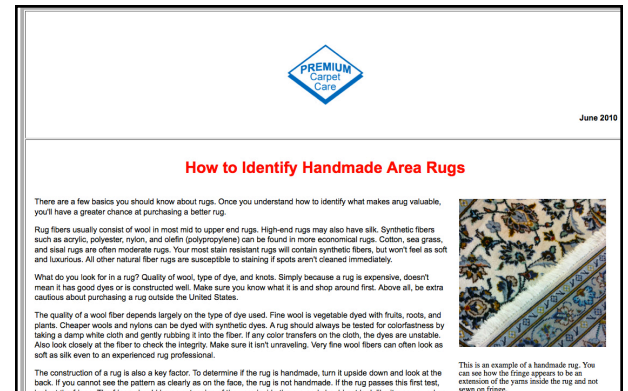 PREMIUM
Carpet
Care
June 2010
How to Identify Handmade Area Rugs
There are a few basics you should know about rugs. Once you understand how to identify what makes arug valuable,
you'll have a greater chance at purchasing a better rug.
Rug fibers usually consist of wool in most mid to upper end rugs. High-end rugs may also have silk. Synthetic fibers
such as acrylic, polyester, nylon, and olefin (polypropylene) can be found in more economical rugs. Cotton, sea grass,
and sisal rugs are often moderate rugs. Your most stain resistant rugs will contain synthetic fibers, but won't feel as soft
and luxurious. All other natural fiber rugs are susceptible to staining if spots aren't cleaned immediately.
What do you look for in a rug? Quality of wool, type of dye, and knots. Simply because a rug is expensive, doesn't
mean it has good dyes or is constructed well. Make sure you know what it is and shop around first. Above all, be extra
cautious about purchasing a rug outside the United States.
The quality of a wool fiber depends largely on the type of dye used. Fine wool is vegetable dyed with fruits, roots, and
plants. Cheaper wools and nylons can be dyed with synthetic dyes. A rug should always be tested for colorfastness by
taking a damp white cloth and gently rubbing it into the fiber. If any color transfers on the cloth, the dyes are unstable.
Also look closely at the fiber to check the integrity. Make sure it isn't unraveling. Very fine wool fibers can often look as
soft as silk even to an experienced rug professional.
The construction of a rug is also a key factor. To determine if the rug is handmade, turn it upside down and look at the
back. If you cannot see the pattern as clearly as on the face, the rug is not handmade. If the rug passes this first test,
This is an example of a handmade rug. You
can see how the fringe appears to be an
extension of the yarns inside the rug and not
sewn on fringe.